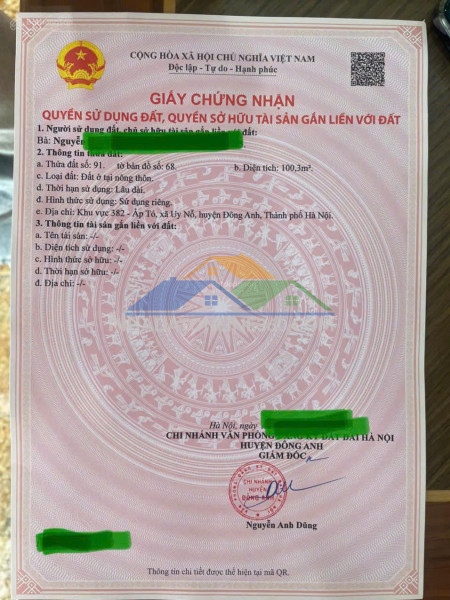 CỘNG HÒA XÃ HỘI CHỦ NGHĨA VIỆT NAM
Độc lập - Tự do - Hạnh phúc
GIẤY CHỨNG NHẬN
QUYỀN SỬ DỤNG ĐẤT, QUYỀN SỞ HỮU TÀI SẢN GẮN LIỀN VỚI ĐẤT
1. Người sử dụng đất, chủ sở hữu tài sản gắn liền với đất:
Bà: Nguyễn
2. Thông tin thửa đất:
a. Thửa đất số: 91. tờ bản đồ số: 68. b. Diện tích: 100,3m².
c. Loại đất: Đất ở tại nông thôn.
d. Thời hạn sử dụng: Lâu dài.
đ. Hình thức sử dụng: Sử dụng riêng.
e. Địa chỉ: Khu vực 382 - Ấp Tó, xã Uy Nỗ, huyện Đông Anh, Thành phố Hà Nội.
3. Thông tin tài sản gắn liền với đất:
a. Tên tài sản: -/-
b. Diện tích sử dụng: -/-
c. Hình thức sở hữu: -/-
d. Thời hạn sở hữu: -/-
đ. Địa chỉ: -/-
Hà Nội, ngày
CHI NHÁNH VĂN PHÒNG ĐĂNG KÝ ĐẤT ĐAI HÀ NỘI
HUYỆN ĐÔNG ANH
GIÁM ĐỐC
CHI NHÁNH
HUYỆN
ĐÔNG ANH
Nguyễn Anh Dũng
Thông tin chi tiết được thể hiện tại mã QR.